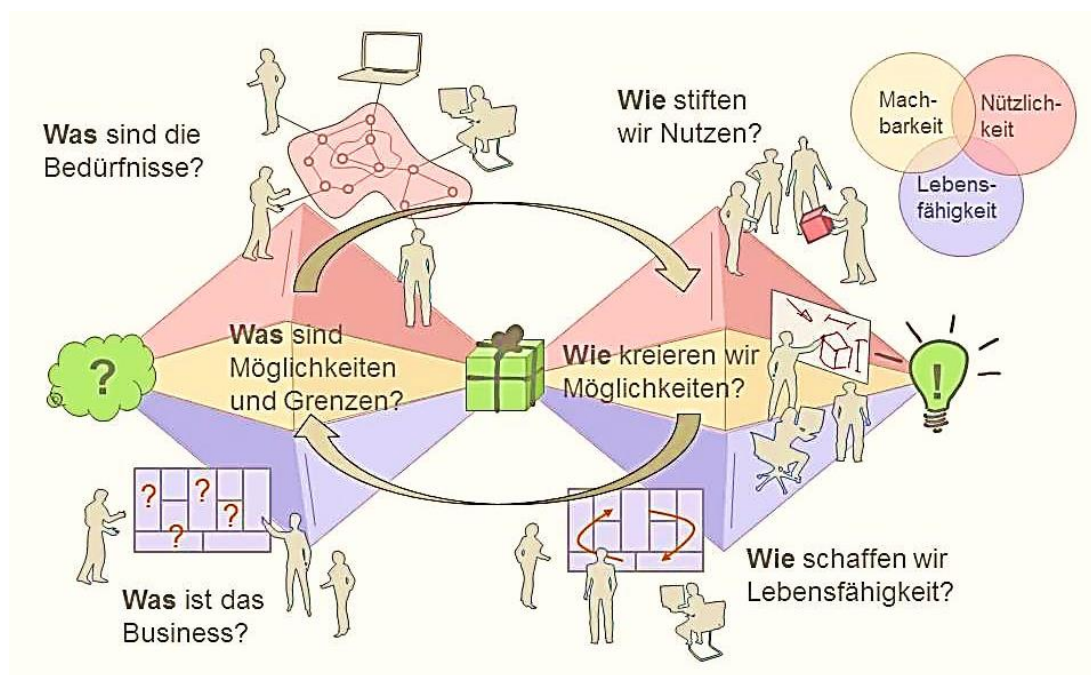 Was sind die
Bedürfnisse?
Wie stiften
wir Nutzen?
Mach-
barkeit
Nützlich-
keit
Lebens-
fähigkeit
?
Was sind
Möglichkeiten
und Grenzen?
Wie kreieren wir
Möglichkeiten?
!
? ?
?
?
Was ist das
Business?
Wie schaffen wir
Lebensfähigkeit?